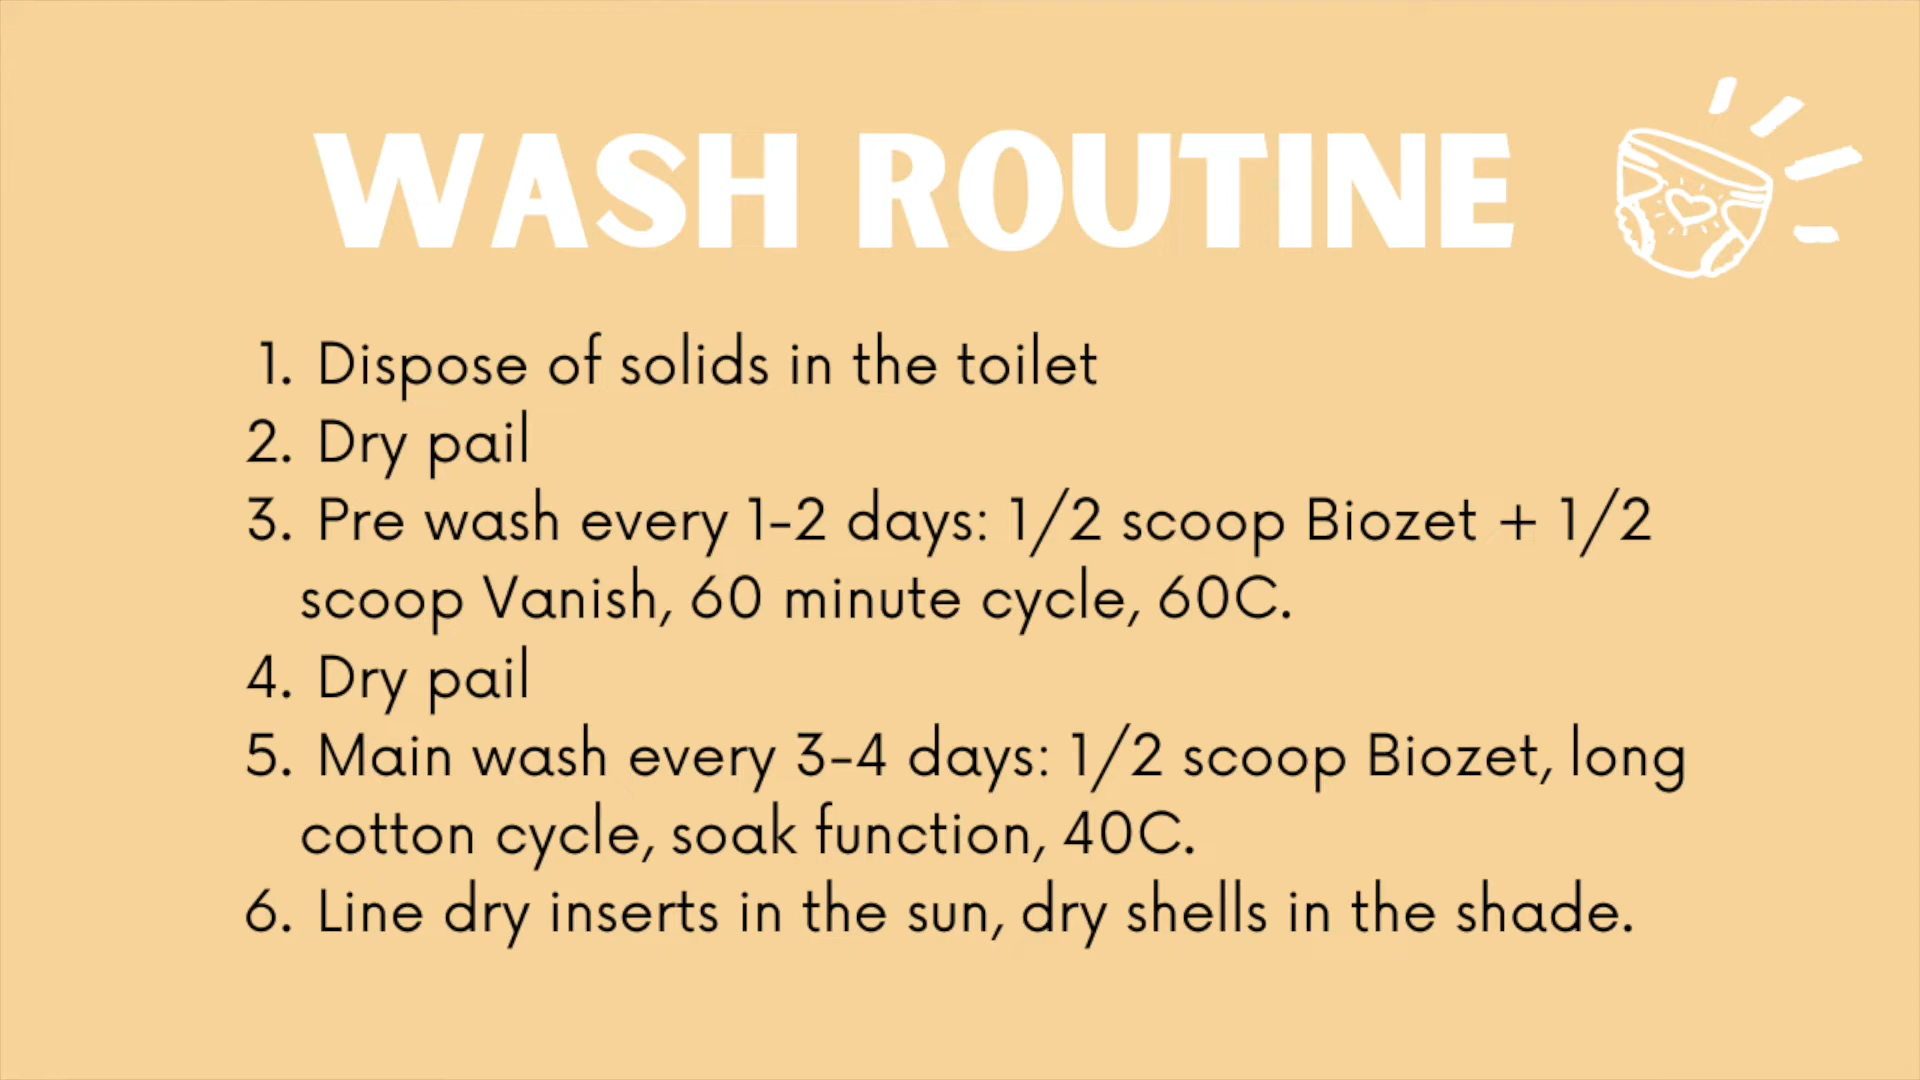 WASH ROUTINE
1. Dispose of solids in the toilet
2. Dry pail
3. Pre wash every 1-2 days: 1/2 scoop Biozet + 1/2
scoop Vanish, 60 minute cycle, 60C.
4. Dry pail
5. Main wash every 3-4 days: 1/2 scoop Biozet, long
cotton cycle, soak function, 40C.
6. Line dry inserts in the sun, dry shells in the shade.